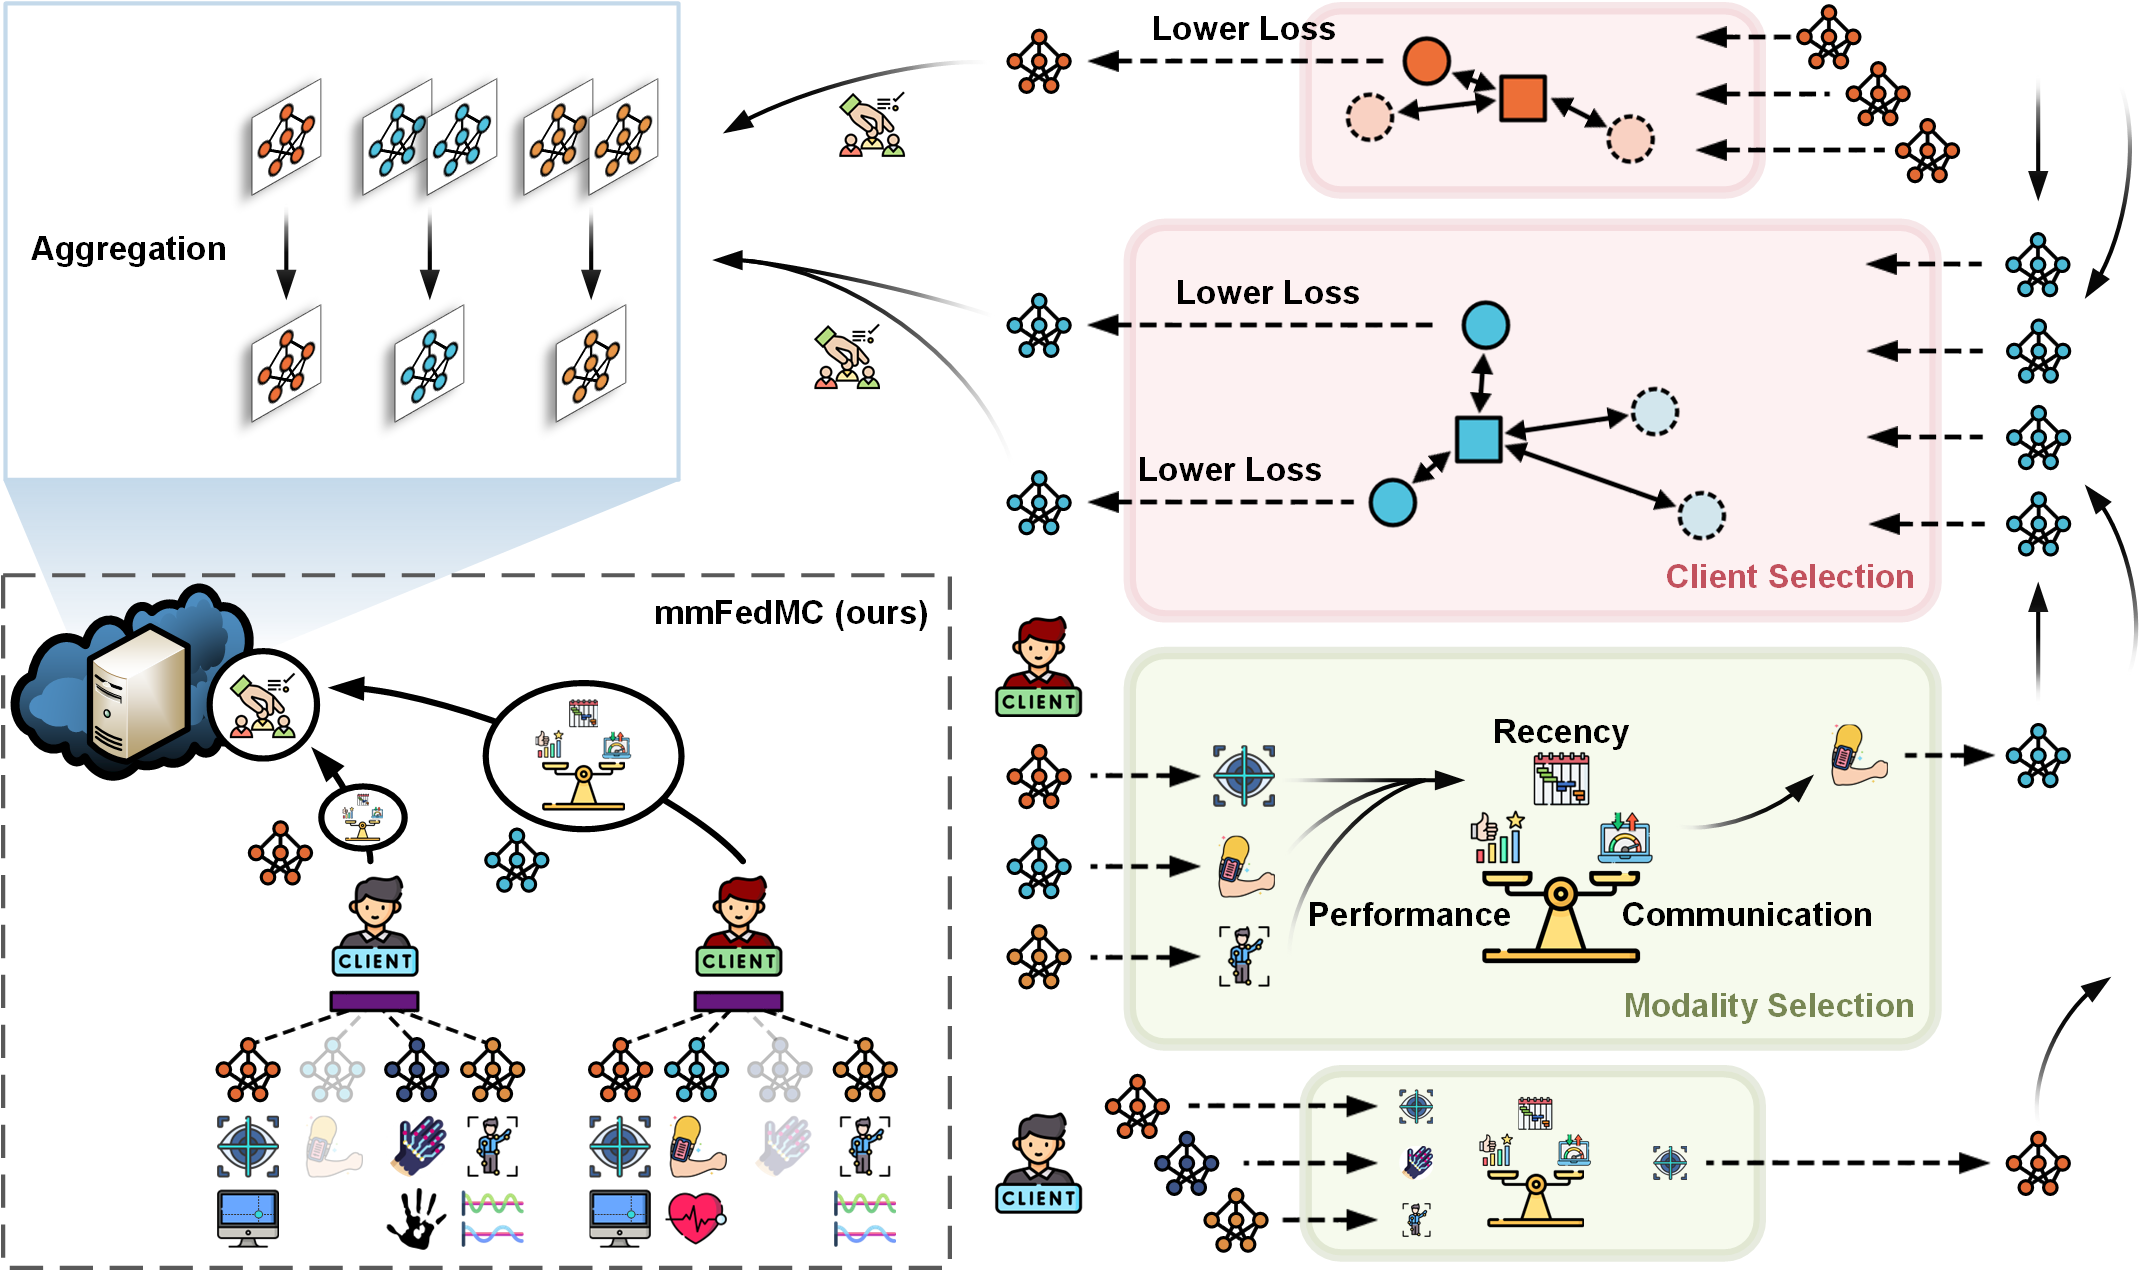 Lower Loss
Aggregation
Lower Loss
Lower Loss
Client Selection
mmFedMC (ours)
CLIENT
Recency
Performance
Communication
Modality Selection
CLIENT
CLIENT
CLIENT